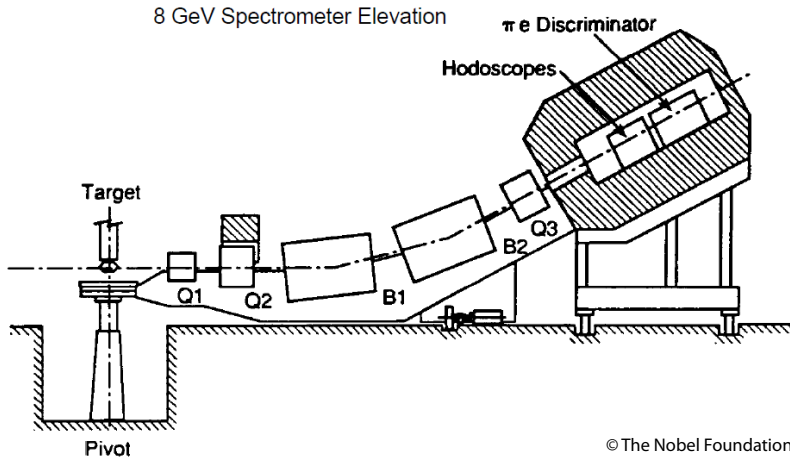 8 GeV Spectrometer Elevation
π e Discriminator
Hodoscopes
Target
Q1
Q2
B1
B2
Q3
Pivot
© The Nobel Foundation